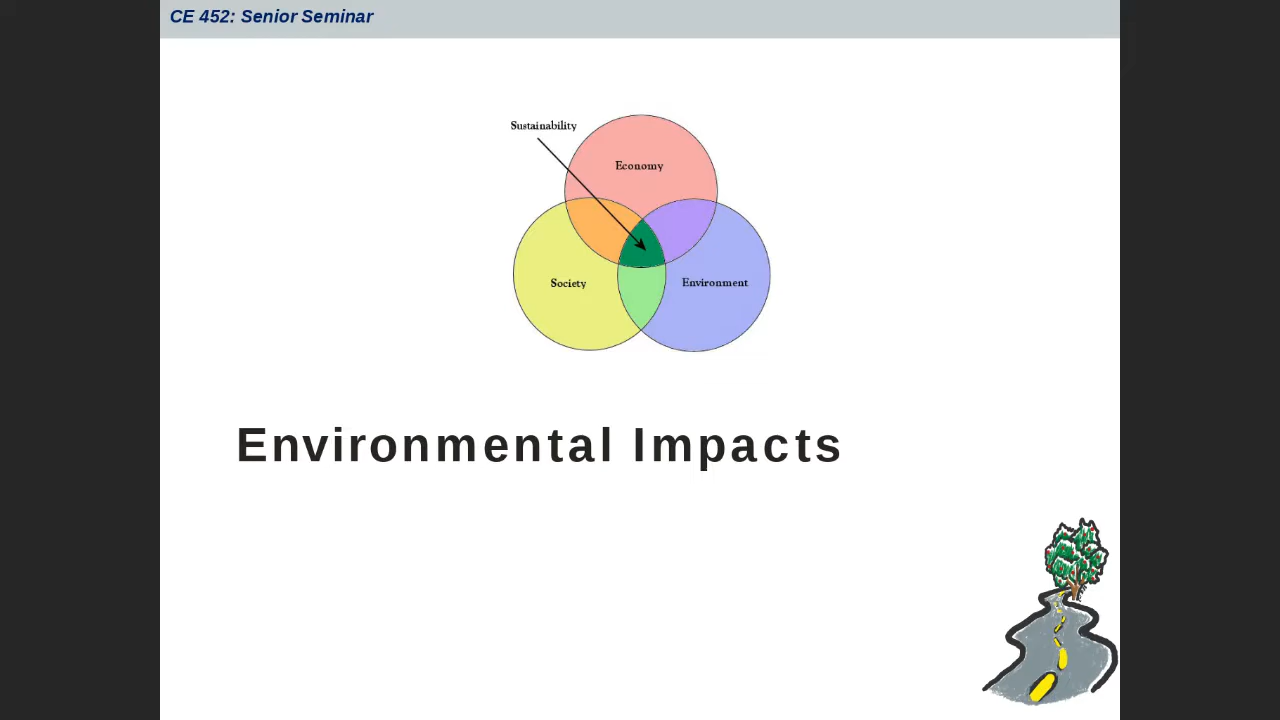 CE 452: Senior Seminar
Sustainability
Economy
Society
Environment
Environmental Impacts